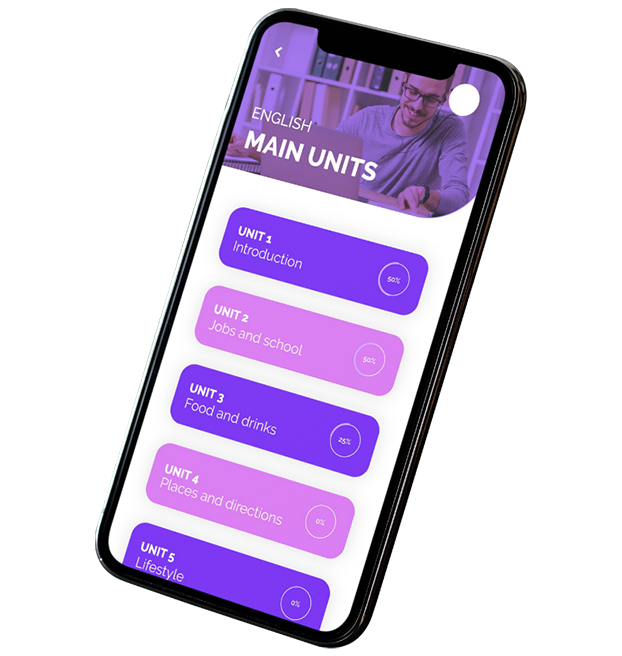 ENGLISH
MAIN UNITS
UNIT 1
Introduction
50%
UNIT 2
Jobs and school
50%
UNIT 3
Food and drinks
25%
UNIT 4
Places and directions
0%
UNIT 5
Lifestyle
0%